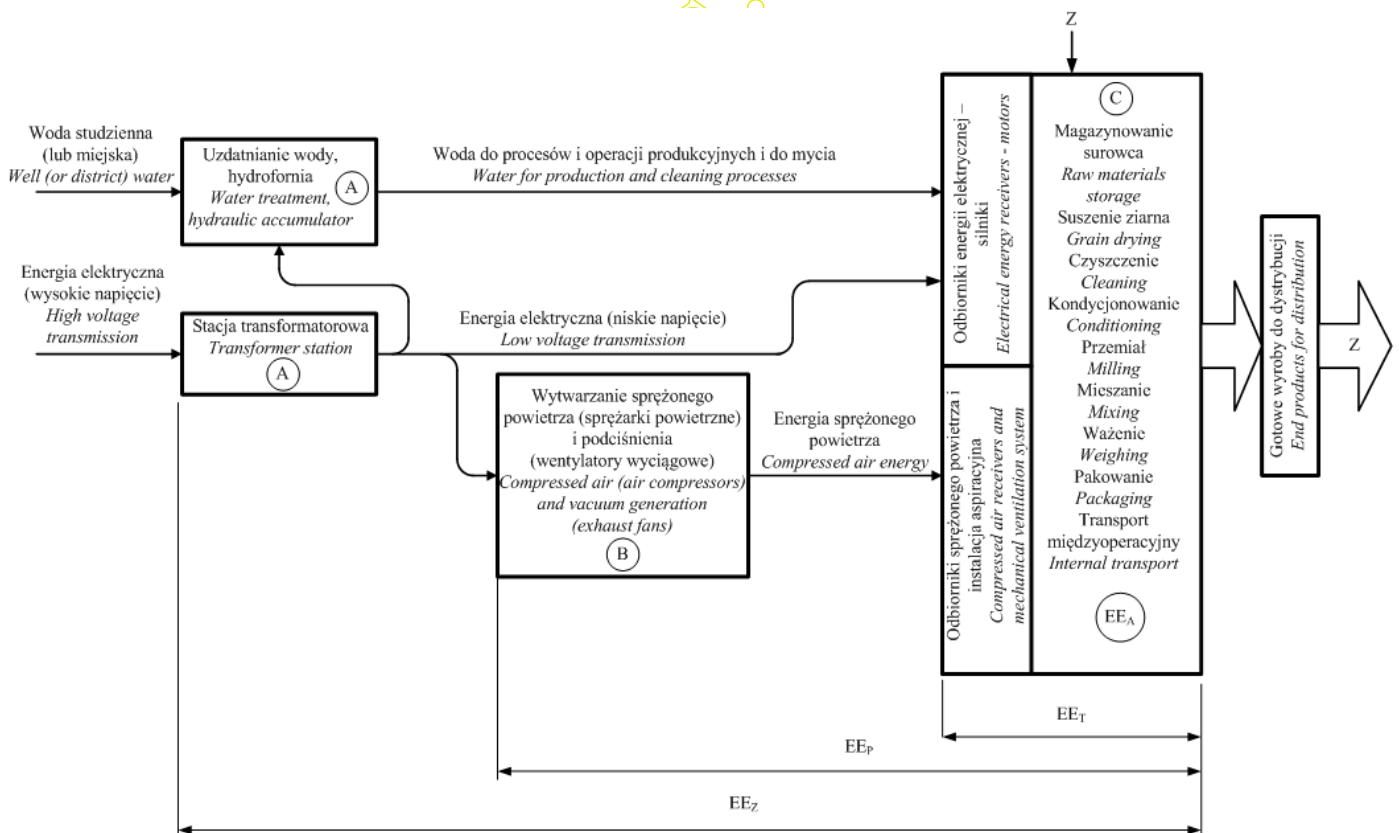 Z
Woda studzienna
(lub miejska)
Well (or district) water
Uzdatnianie wody,
hydrofornia
Water treatment,
hydraulic accumulator
A
Woda do procesów i operacji produkcyjnych i do mycia
Water for production and cleaning processes
Energia elektryczna
(wysokie napięcie)
High voltage
transmission
Stacja transformatorowa
Transformer station
A
Energia elektryczna (niskie napięcie)
Low voltage transmission
Wytwarzanie sprężonego
powietrza (sprężarki powietrzne)
i podciśnienia
(wentylatory wyciągowe)
Compressed air (air compressors)
and vacuum generation
(exhaust fans)
B
Energia sprężonego
powietrza
Compressed air energy
Odbiorniki energii elektrycznej –
silniki
Electrical energy receivers - motors
Odbiorniki sprężonego powietrza i
instalacja aspiracyjna
Compressed air receivers and
mechanical ventilation system
C
Magazynowanie
surowca
Raw materials
storage
Suszenie ziarna
Grain drying
Czyszczenie
Cleaning
Kondycjonowanie
Conditioning
Przemiał
Milling
Mieszanie
Mixing
Ważenie
Weighing
Pakowanie
Packaging
Transport
międzyoperacyjny
Internal transport
EE_A
Gotowe wyroby do dystrybucji
End products for distribution
Z
EE_T
EE_P
EE_Z